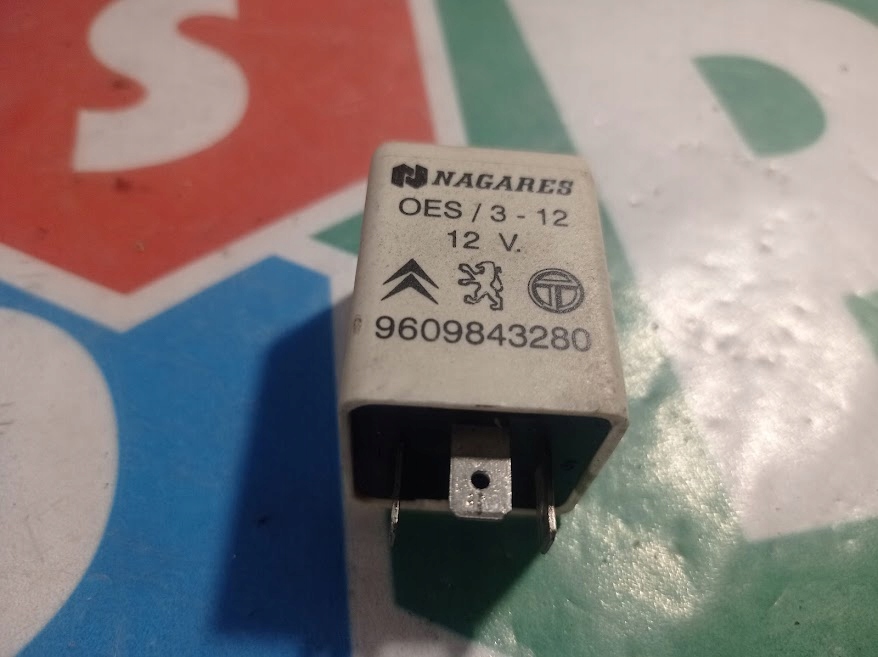 S
R
NAGARES
OES / 3 - 12
12 V.
9609843280